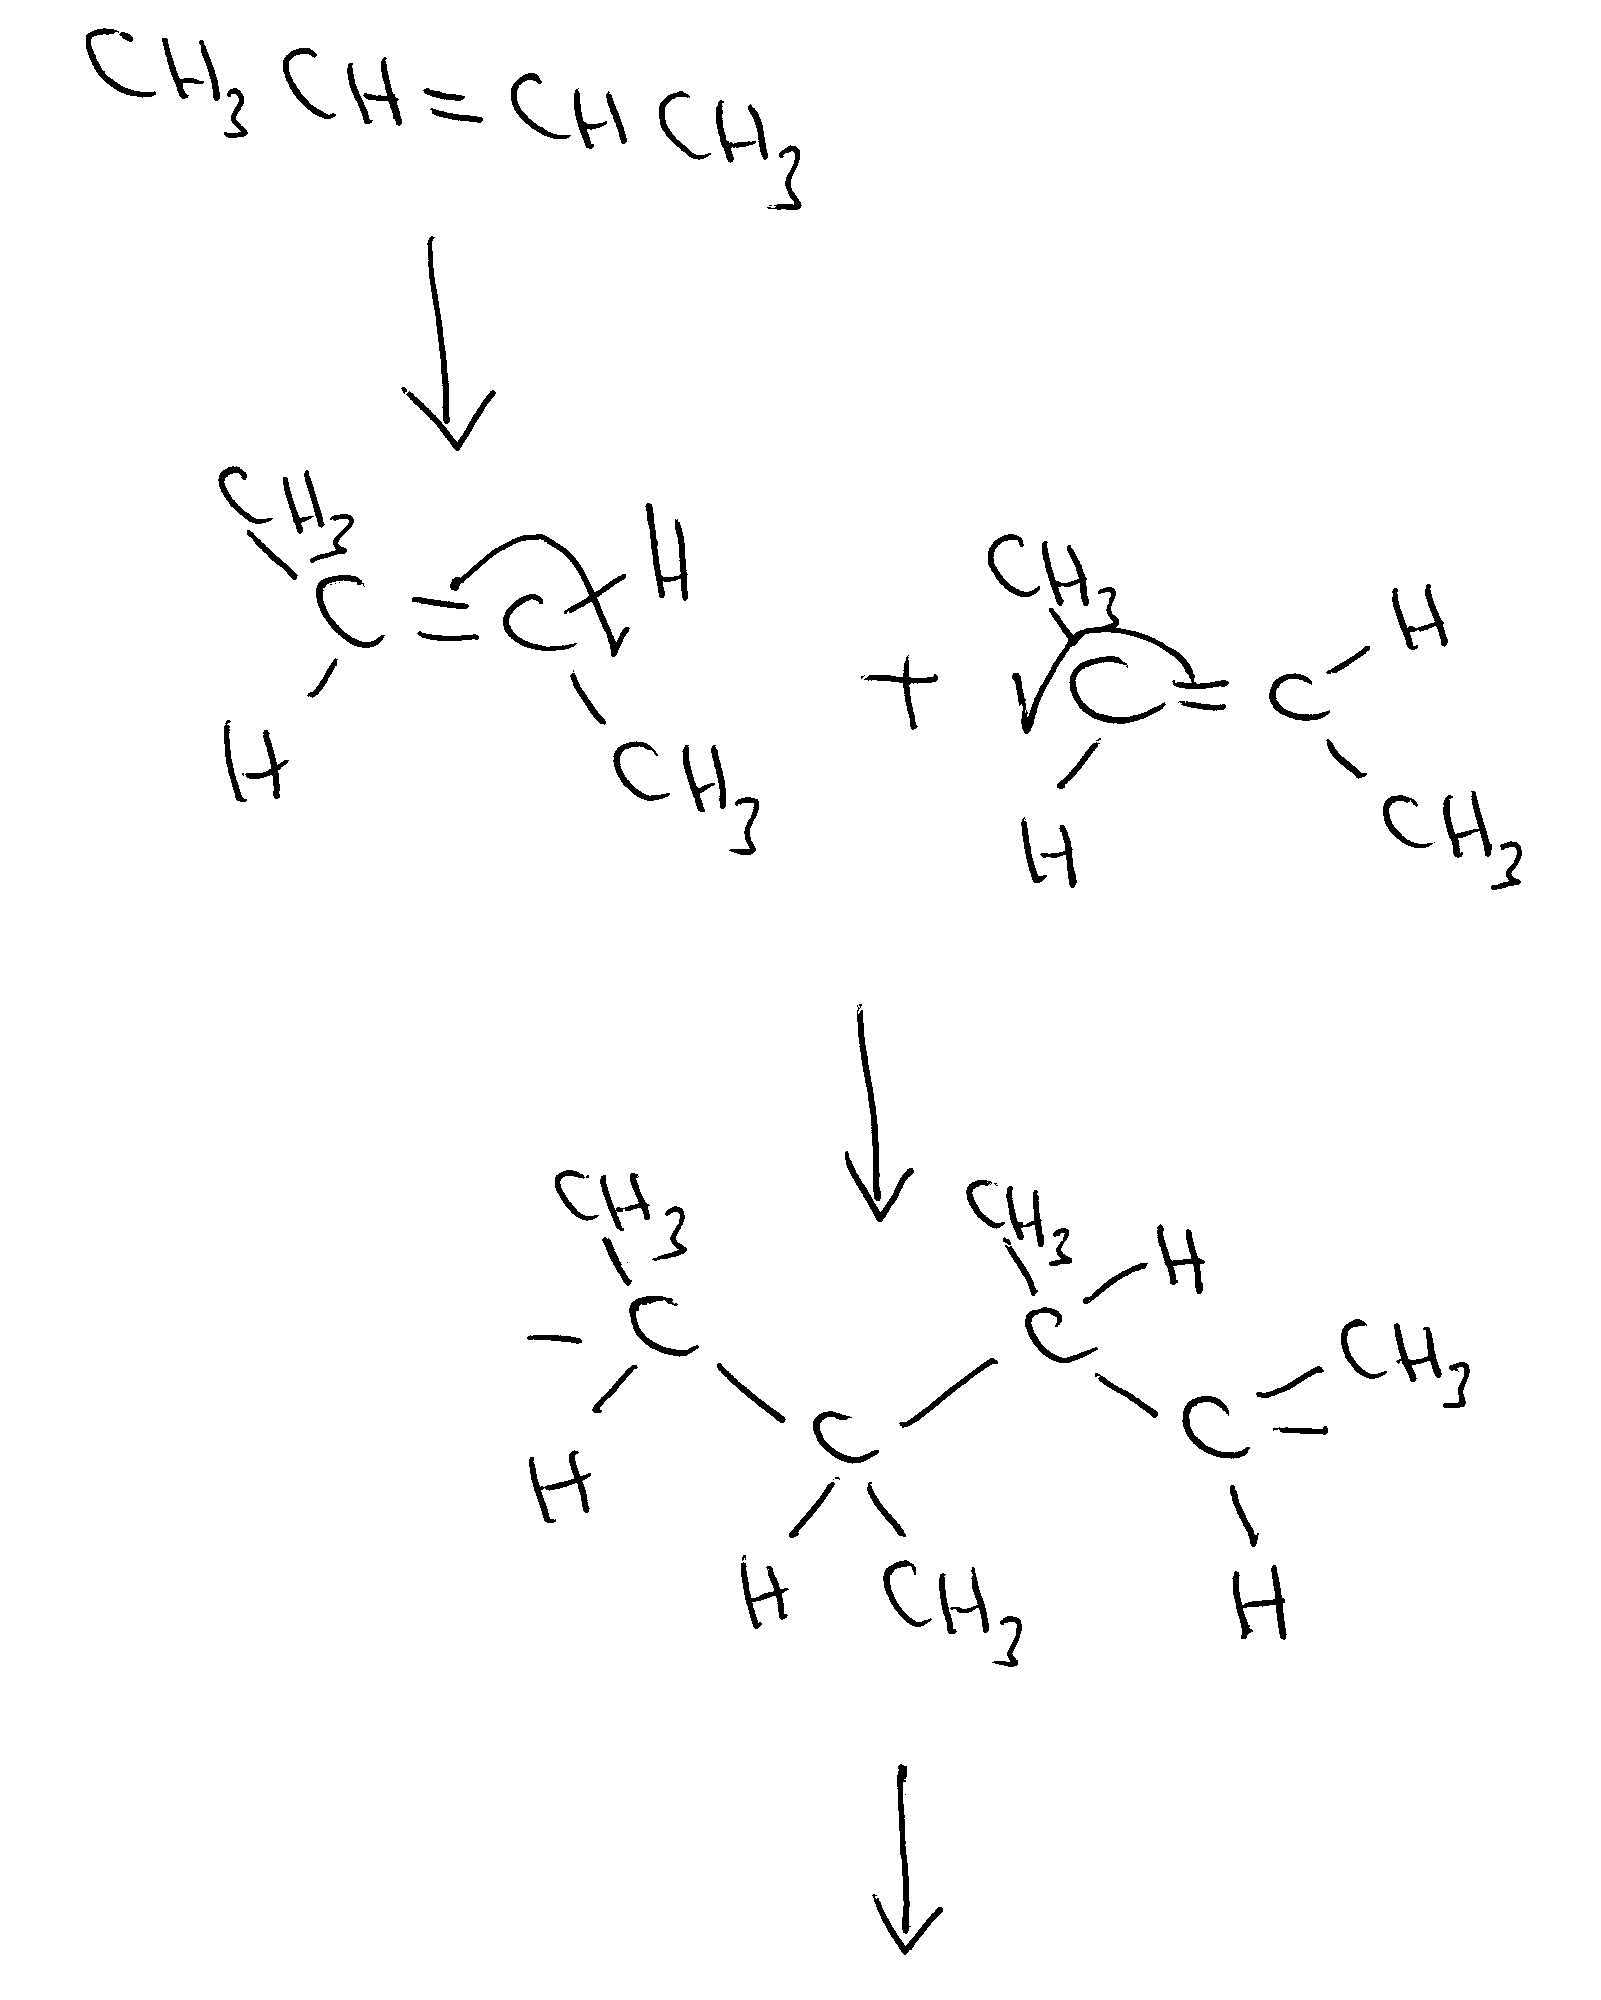 CH₃CH=CHCH₃
CH₃ H CH₃ H
C=C + C=C
H CH₃ H CH₃
CH₃ CH₃ H
C C CH₃
C C
H H CH₃ H